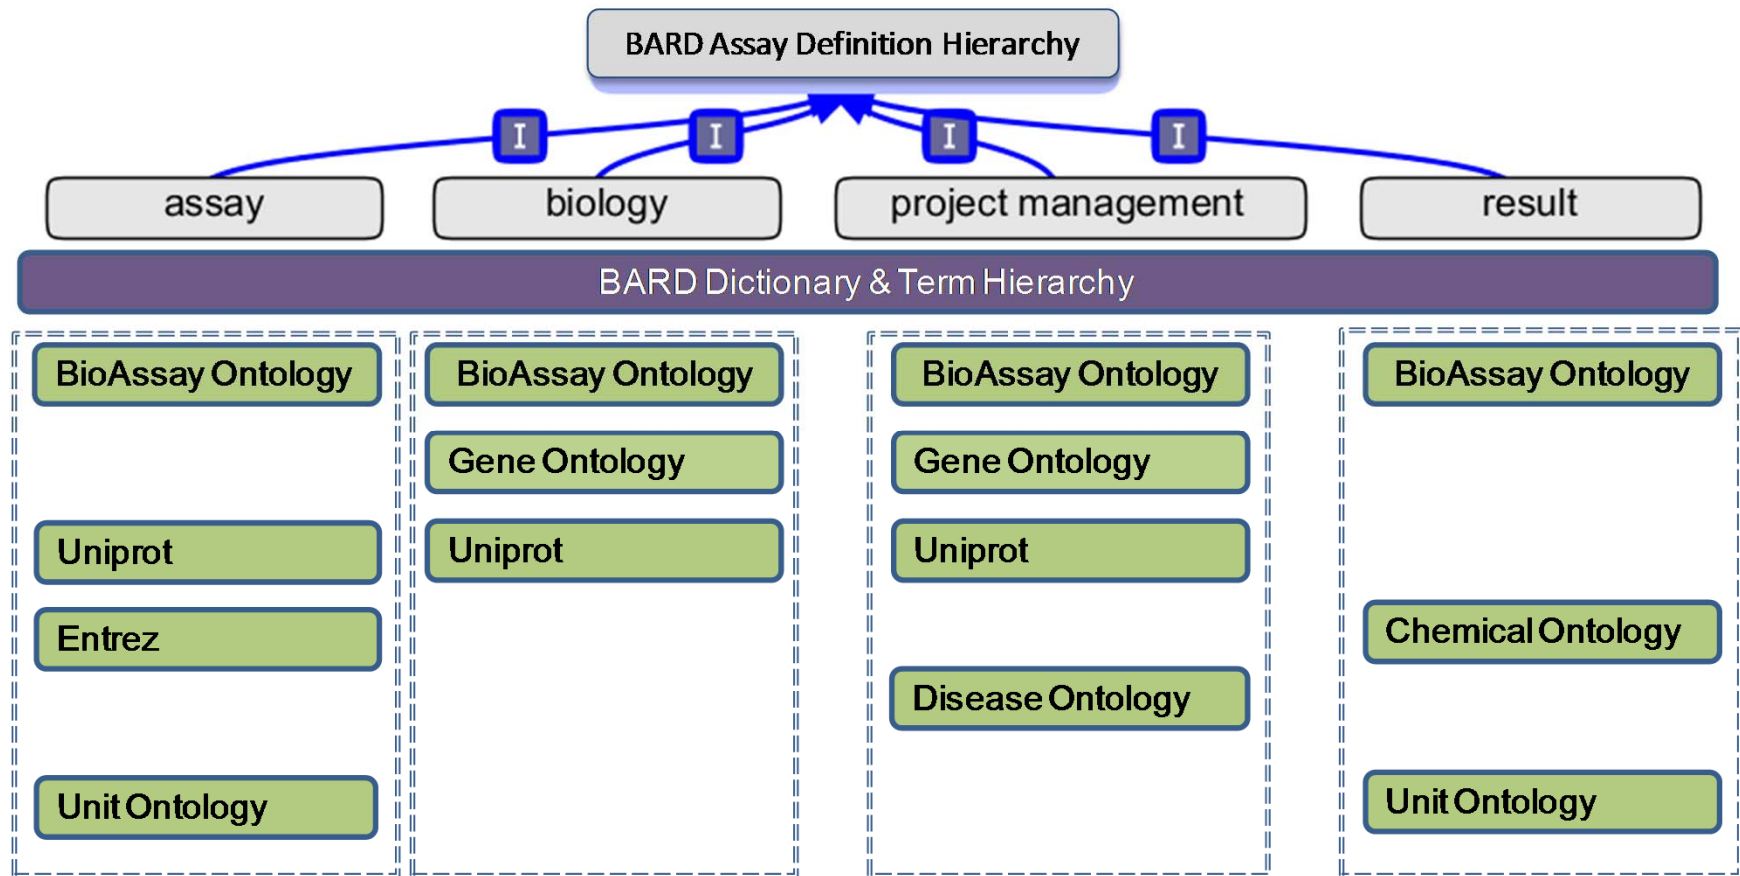 BARD Assay Definition Hierarchy
I I I I
assay biology project management result
BARD Dictionary & Term Hierarchy
BioAssay Ontology BioAssay Ontology BioAssay Ontology BioAssay Ontology
Gene Ontology Gene Ontology
Uniprot Uniprot Uniprot
Entrez Chemical Ontology
Disease Ontology
Unit Ontology Unit Ontology